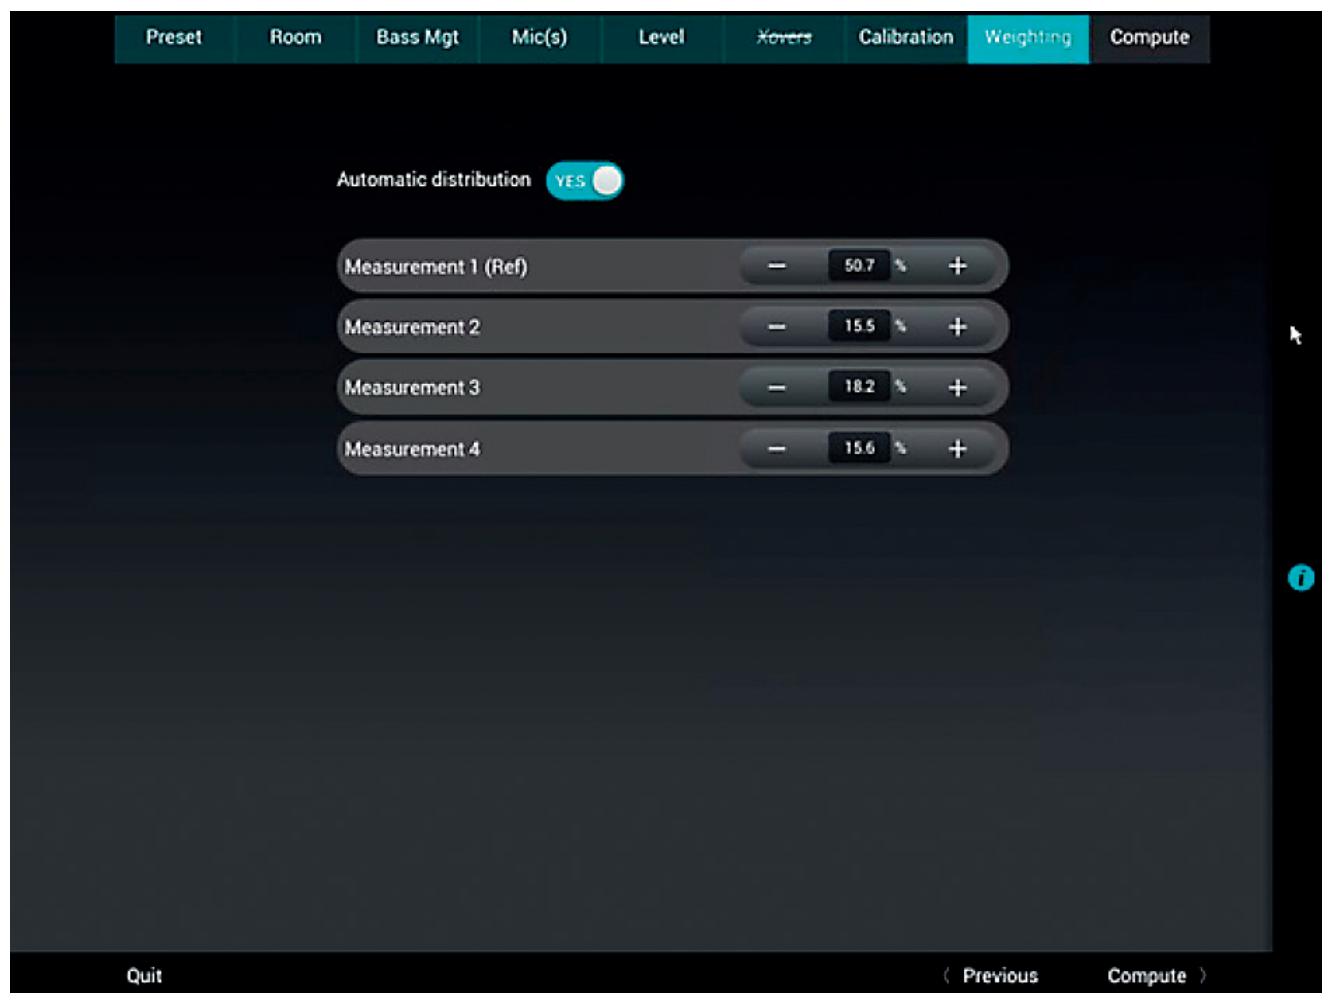 Preset Room Bass Mgt Mic(s) Level Xovers Calibration Weighting Compute
Automatic distribution YES
Measurement 1 (Ref) − 50.7 % +
Measurement 2 − 15.5 % +
Measurement 3 − 18.2 % +
Measurement 4 − 15.6 % +
i
Quit 〈 Previous Compute 〉